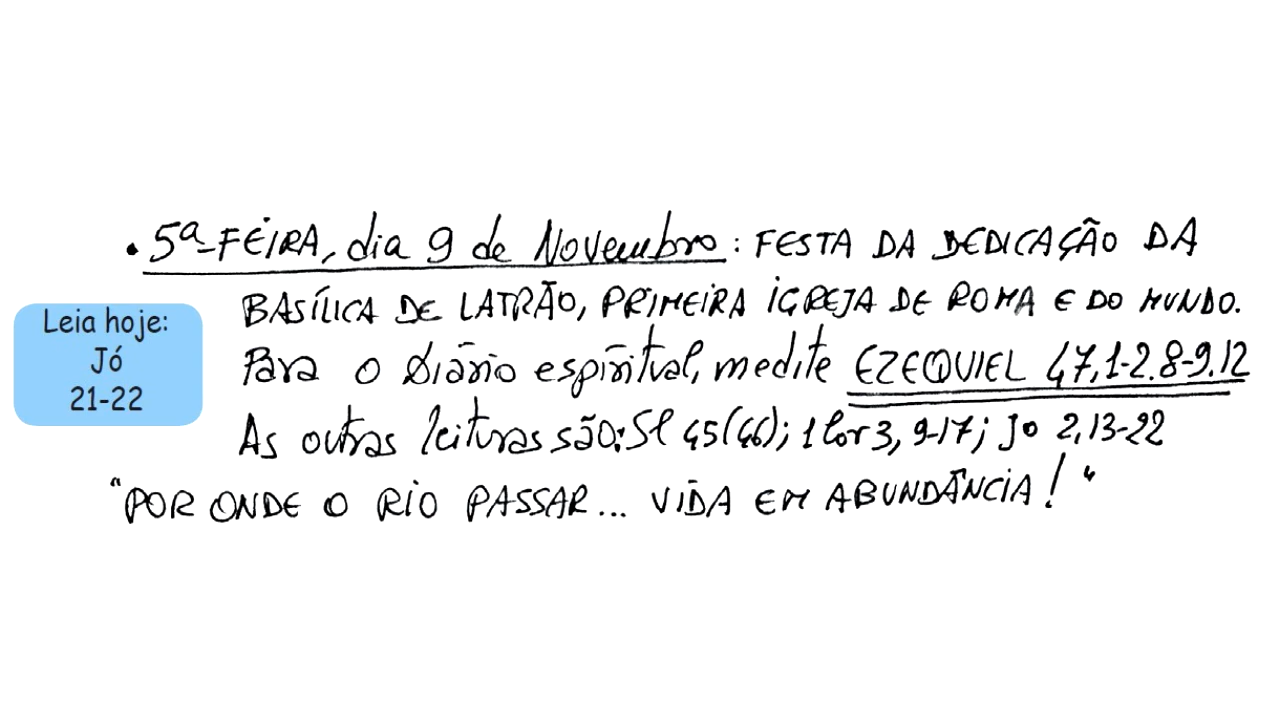 • 5ª-FEIRA, dia 9 de Novembro: FESTA DA DEDICAÇÃO DA
BASÍLICA DE LATRÃO, PRIMEIRA IGREJA DE ROMA E DO MUNDO.
Leia hoje:
Jó
21-22
Para o diário espiritual, medite EZEQUIEL 47,1-2.8-9.12
As outras leituras são: Sl 45(46); 1 Cor 3, 9-17; Jo 2,13-22
"POR ONDE O RIO PASSAR... VIDA EM ABUNDÂNCIA!"